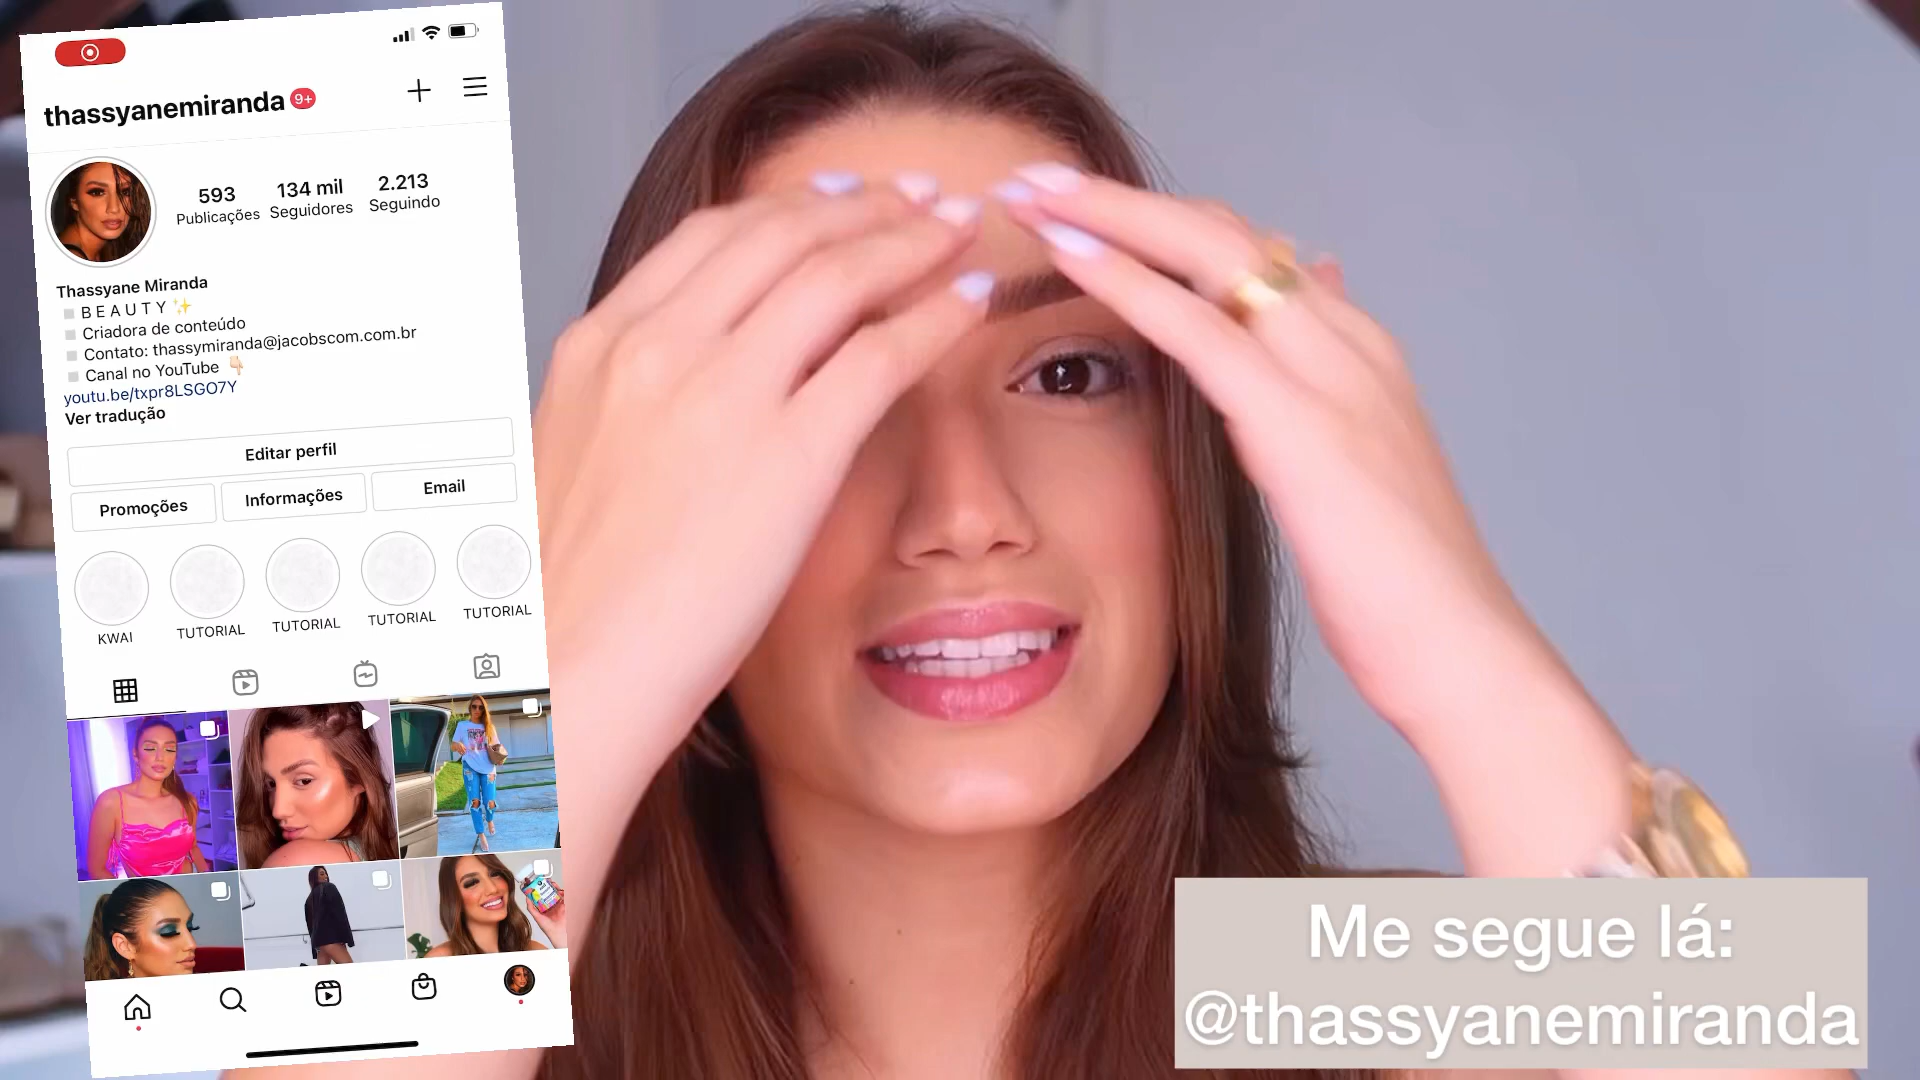 thassyanemiranda 9+
593 134 mil 2.213
Publicações Seguidores Seguindo
Thassyane Miranda
B E A U T Y ✨
Criadora de conteúdo
Contato: thassymiranda@jacobscom.com.br
Canal no YouTube 👇🏻
youtu.be/txpr8LSGO7Y
Ver tradução
Editar perfil
Promoções Informações Email
KWAI TUTORIAL TUTORIAL TUTORIAL TUTORIAL
Me segue lá:
@thassyanemiranda